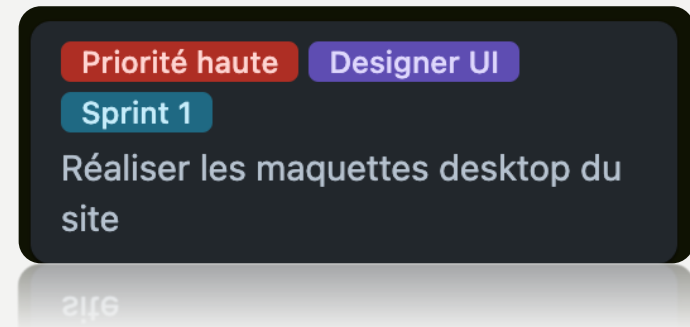 Priorité haute Designer UI
Sprint 1
Réaliser les maquettes desktop du
site